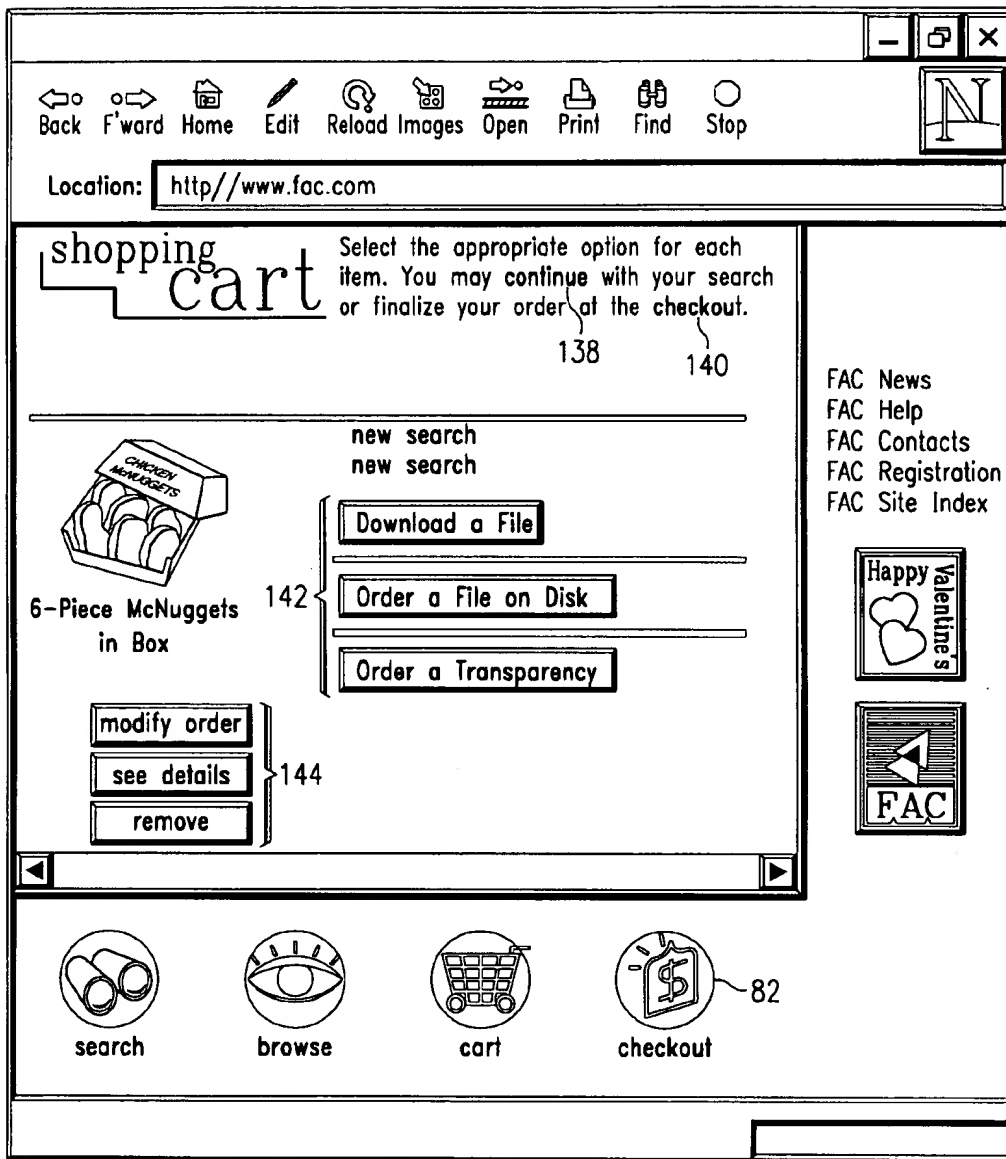 Back F'ward Home Edit Reload Images Open Print Find Stop
N
Location: http//www.fac.com
shopping
cart
Select the appropriate option for each
item. You may continue with your search
or finalize your order at the checkout.
138
140
FAC News
FAC Help
FAC Contacts
FAC Registration
FAC Site Index
new search
new search
CHICKEN
McNUGGETS
6-Piece McNuggets
in Box
142
Download a File
Order a File on Disk
Order a Transparency
Happy
Valentine's
FAC
modify order
see details
remove
144
$
82
search browse cart checkout